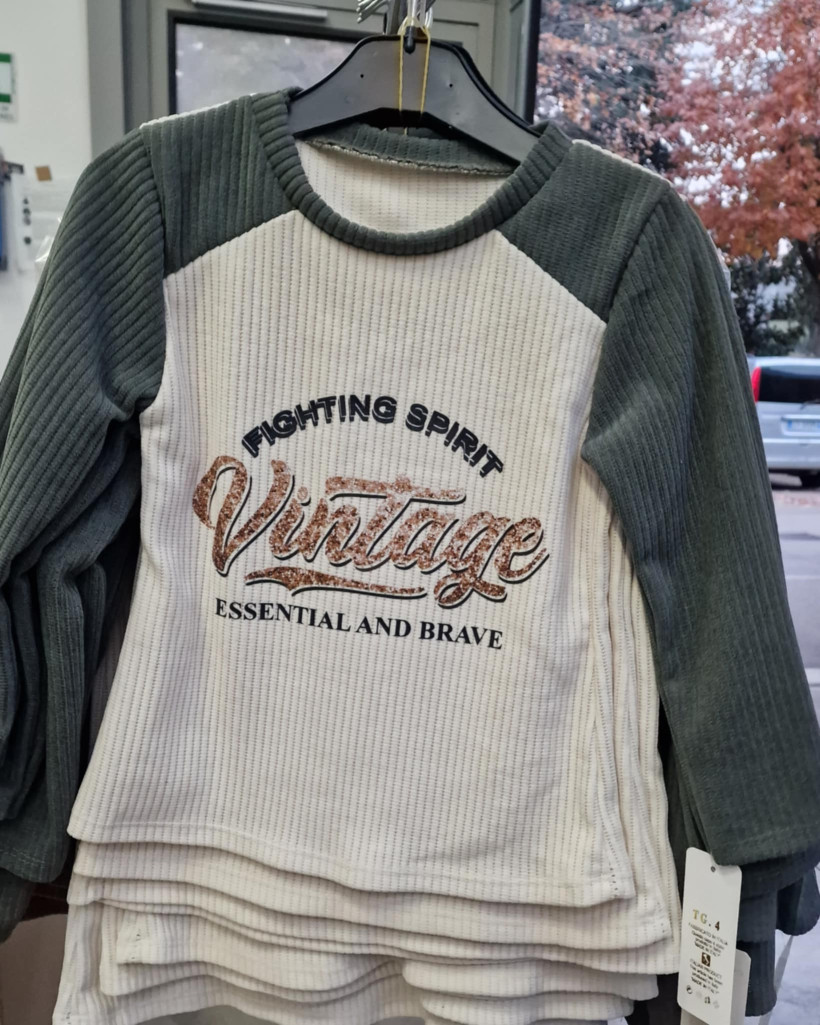 FIGHTING SPIRIT
Vintage
ESSENTIAL AND BRAVE
TG. 4